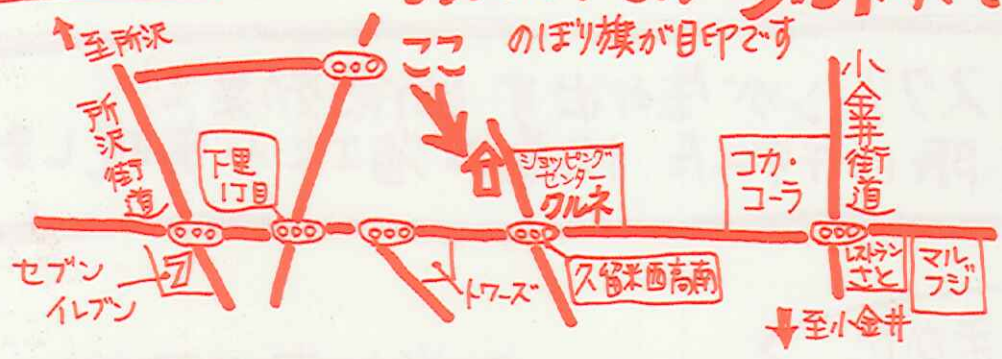 のぼり旗が目印です
↑至所沢
ここ
所沢街道
下里
1丁目
ショッピング
センター
クルネ
コカ・
コーラ
小金井街道
セブン
イレブン
7
トワーズ
久留米西高南
レストラン
さと
マル
フジ
↓至小金井